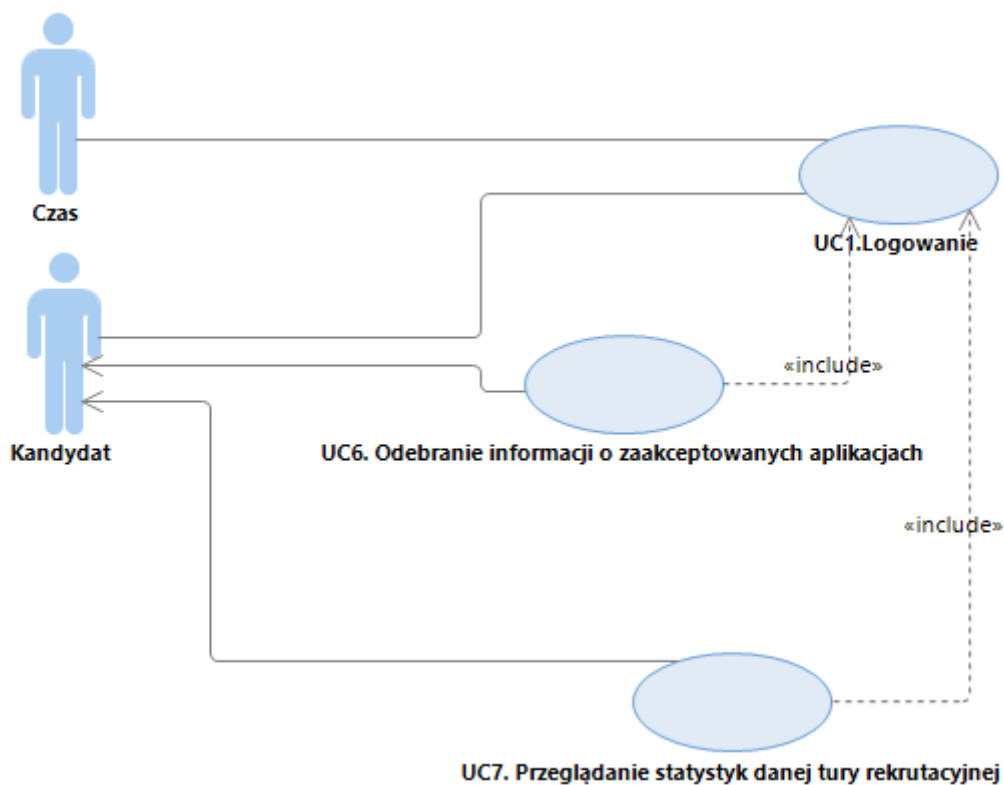 Czas
UC1.Logowanie
«include»
Kandydat
UC6. Odebranie informacji o zaakceptowanych aplikacjach
«include»
UC7. Przeglądanie statystyk danej tury rekrutacyjnej